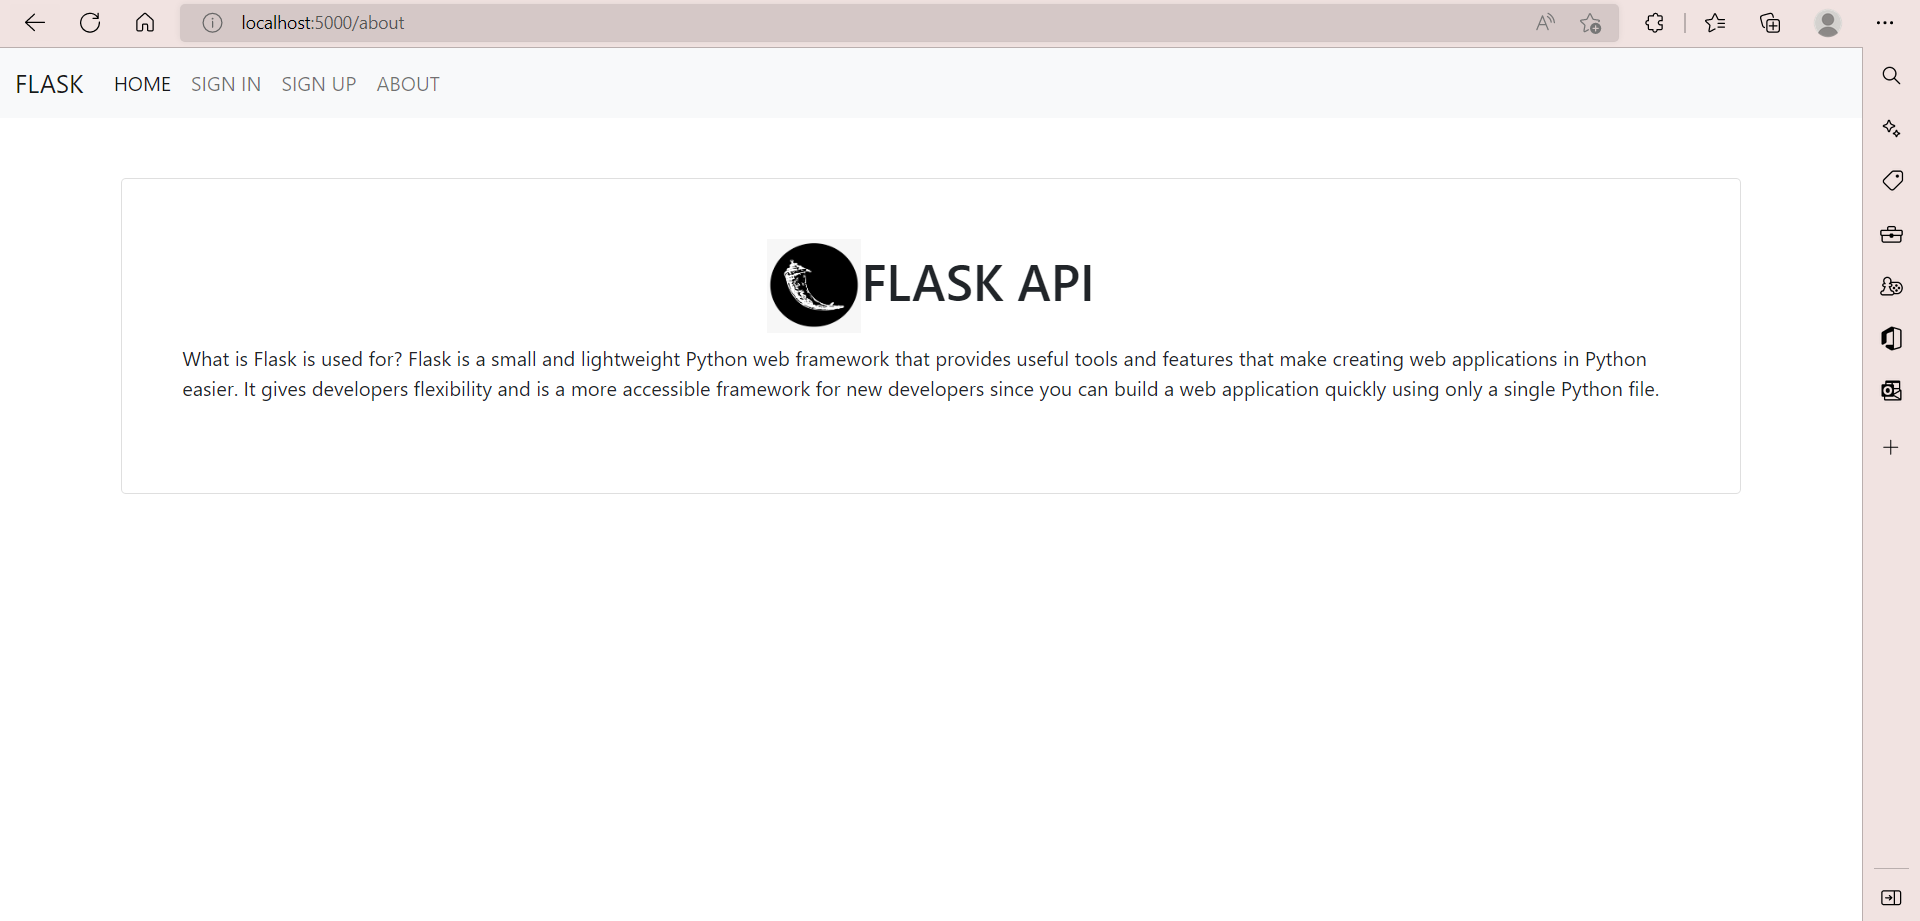 localhost:5000/about
FLASK HOME SIGN IN SIGN UP ABOUT
FLASK API
What is Flask is used for? Flask is a small and lightweight Python web framework that provides useful tools and features that make creating web applications in Python
easier. It gives developers flexibility and is a more accessible framework for new developers since you can build a web application quickly using only a single Python file.